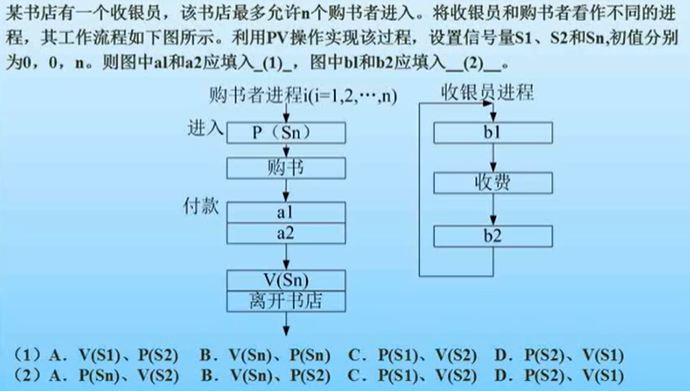 某书店有一个收银员，该书店最多允许n个购书者进入。将收银员和购书者看作不同的进
程，其工作流程如下图所示。利用PV操作实现该过程，设置信号量S1、S2和Sn,初值分别
为0，0，n。则图中a1和a2应填入_(1)_，图中b1和b2应填入__(2)__。
购书者进程i(i=1,2,⋯,n)
收银员进程
进入
P（Sn）
b1
购书
收费
付款
a1
a2
b2
V(Sn)
离开书店
（1）A．V(S1)、P(S2) B．V(Sn)、P(Sn) C．P(S1)、V(S2) D．P(S2)、V(S1)
（2）A．P(Sn)、V(S2) B．V(Sn)、P(S2) C．P(S1)、V(S2) D．P(S2)、V(S1)